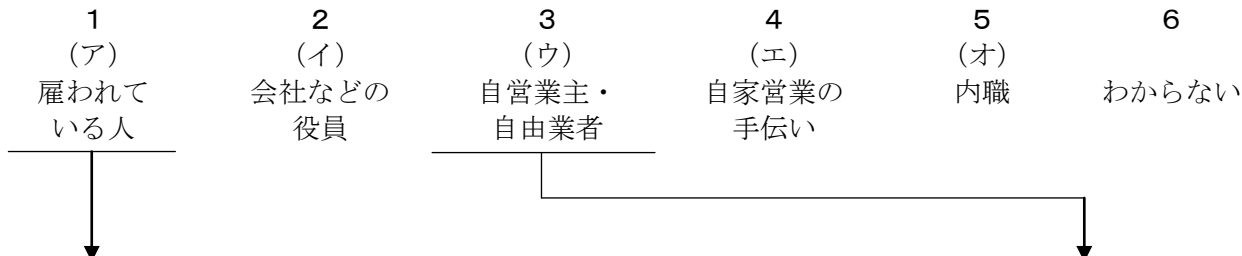 1 2 3 4 5 6
(ア) (イ) (ウ) (エ) (オ)
雇われて 会社などの 自営業主・ 自家営業の 内職 わからない
いる人 役員 自由業者 手伝い